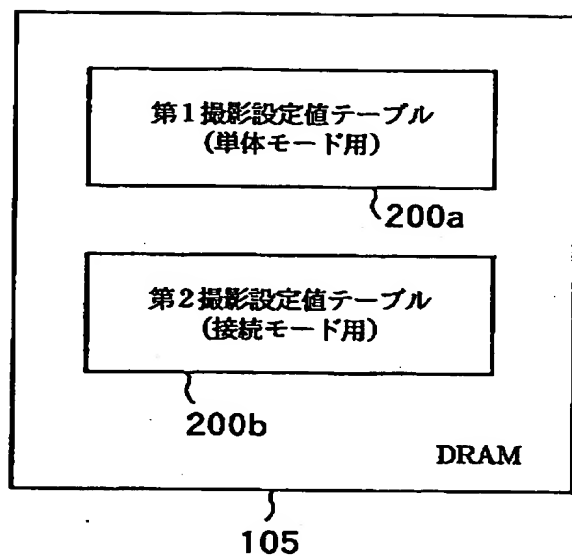 第1撮影設定値テーブル
(単体モード用)
200a
第2撮影設定値テーブル
(接続モード用)
200b
DRAM
105